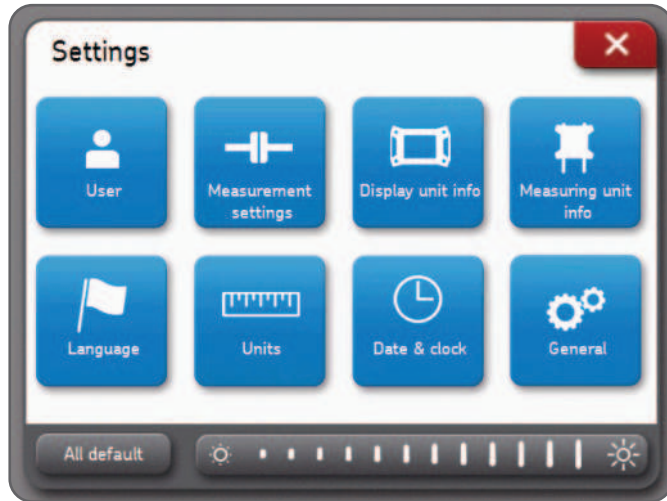 Settings
User
Measurement
settings
Display unit info
Measuring unit
info
Language
Units
Date & clock
General
All default